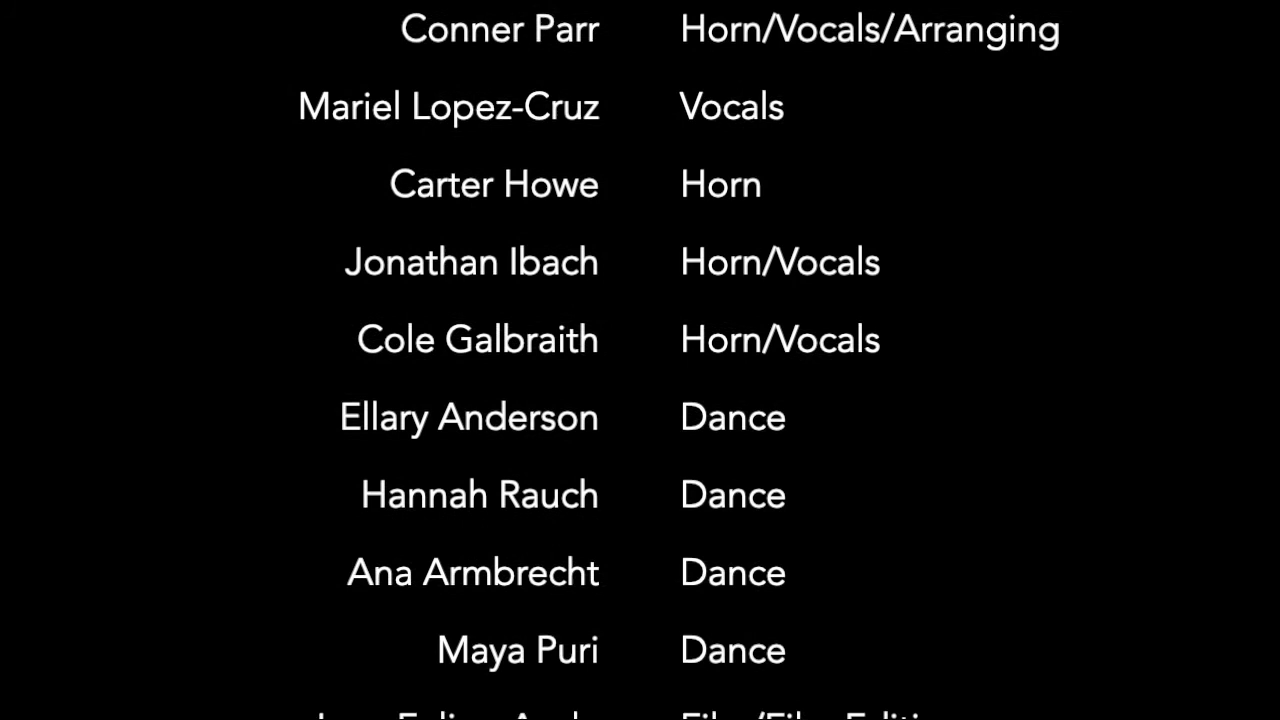 Conner Parr Horn/Vocals/Arranging
Mariel Lopez-Cruz Vocals
Carter Howe Horn
Jonathan Ibach Horn/Vocals
Cole Galbraith Horn/Vocals
Ellary Anderson Dance
Hannah Rauch Dance
Ana Armbrecht Dance
Maya Puri Dance